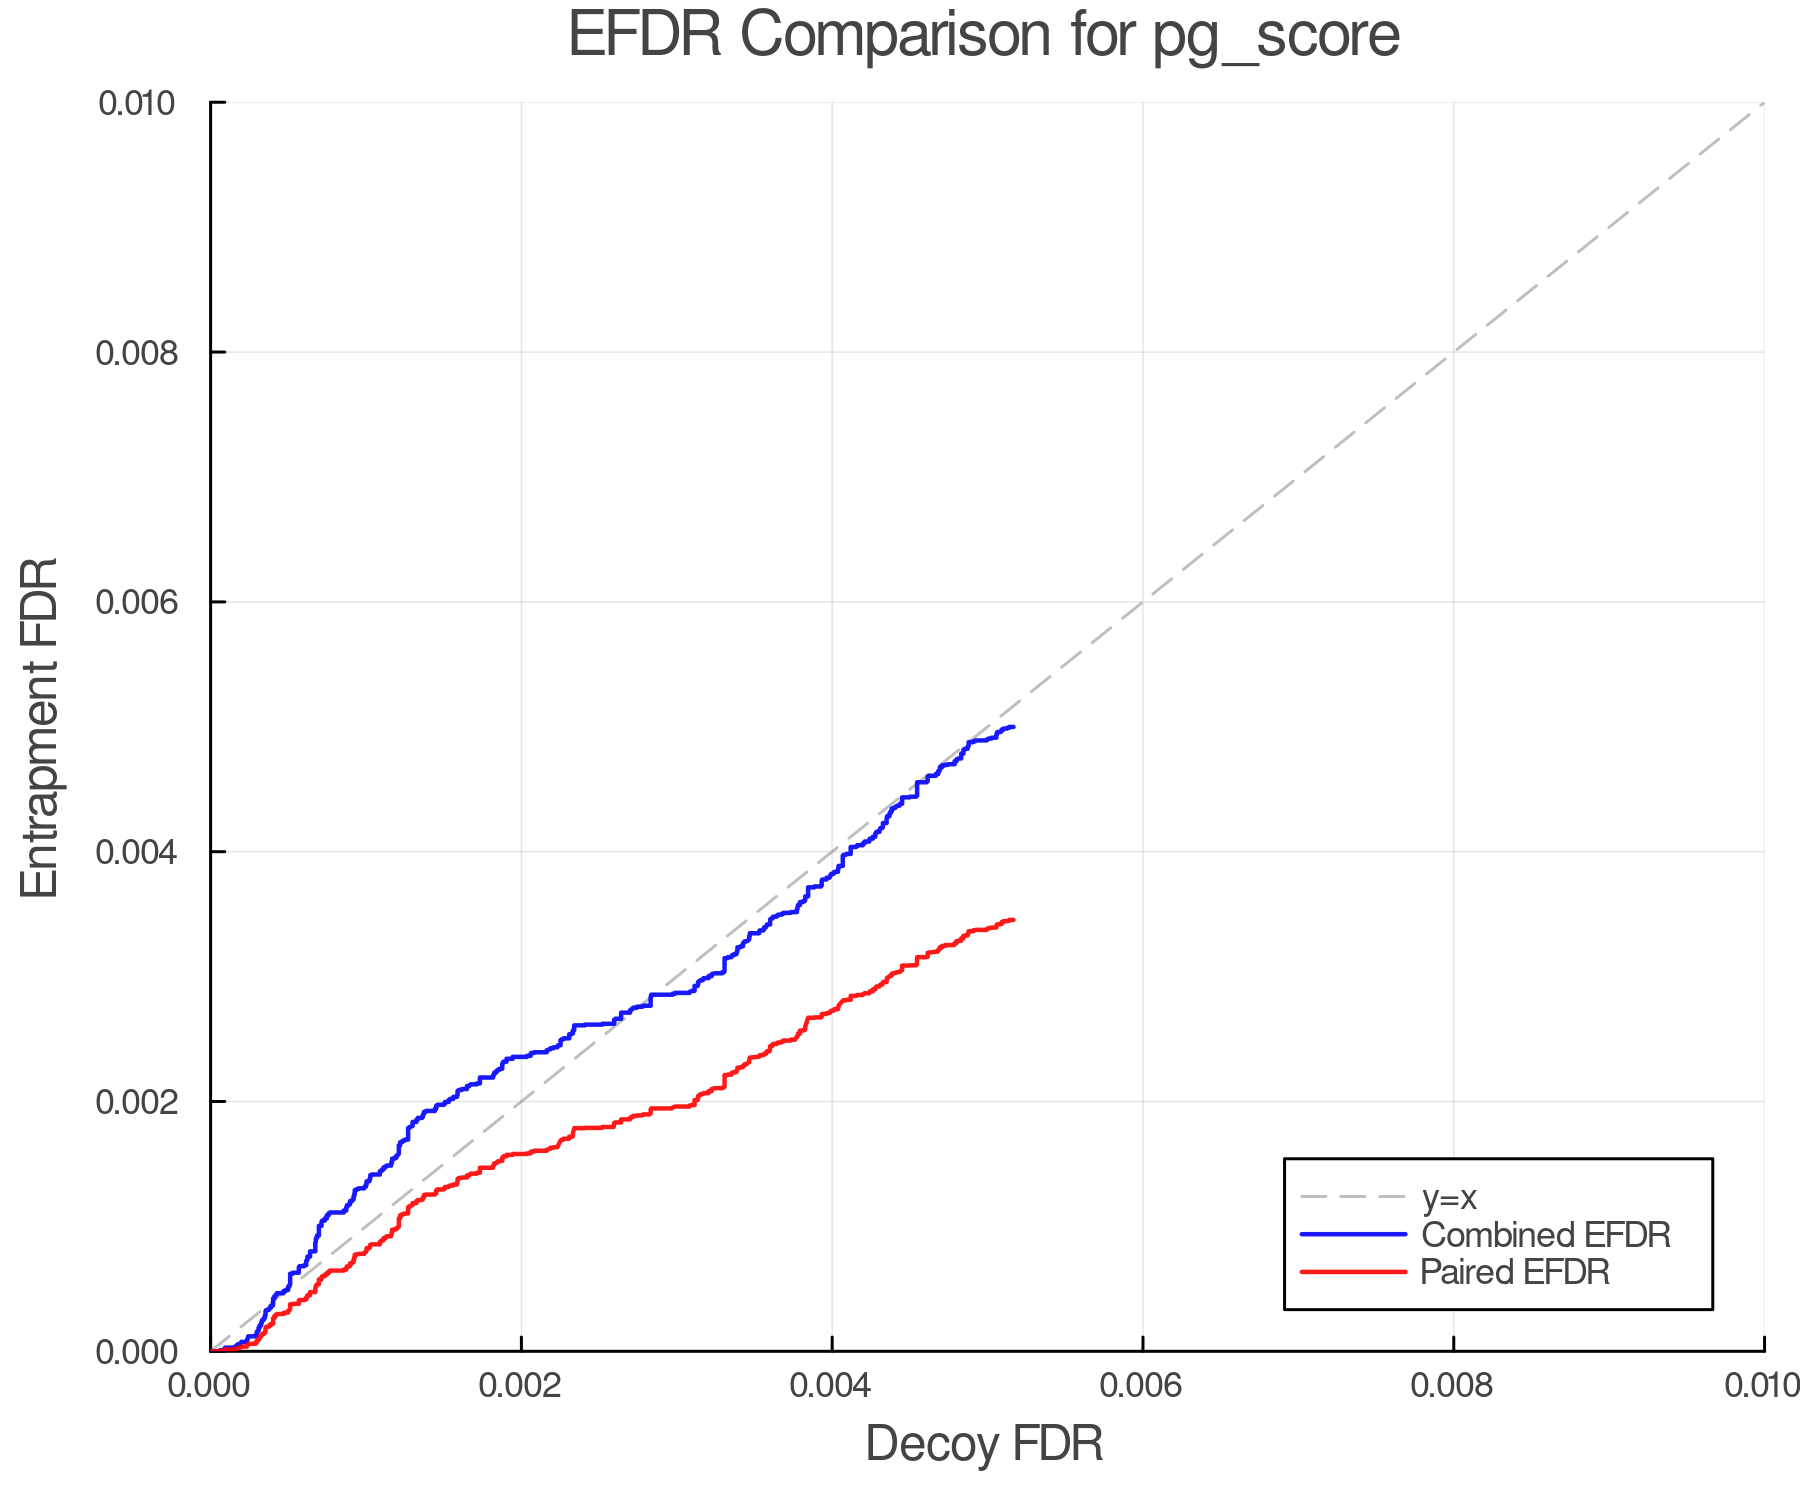 EFDR Comparison for pg_score
Entrapment FDR
0.010
0.008
0.006
0.004
0.002
0.000
0.000 0.002 0.004 0.006 0.008 0.010
Decoy FDR
y=x
Combined EFDR
Paired EFDR